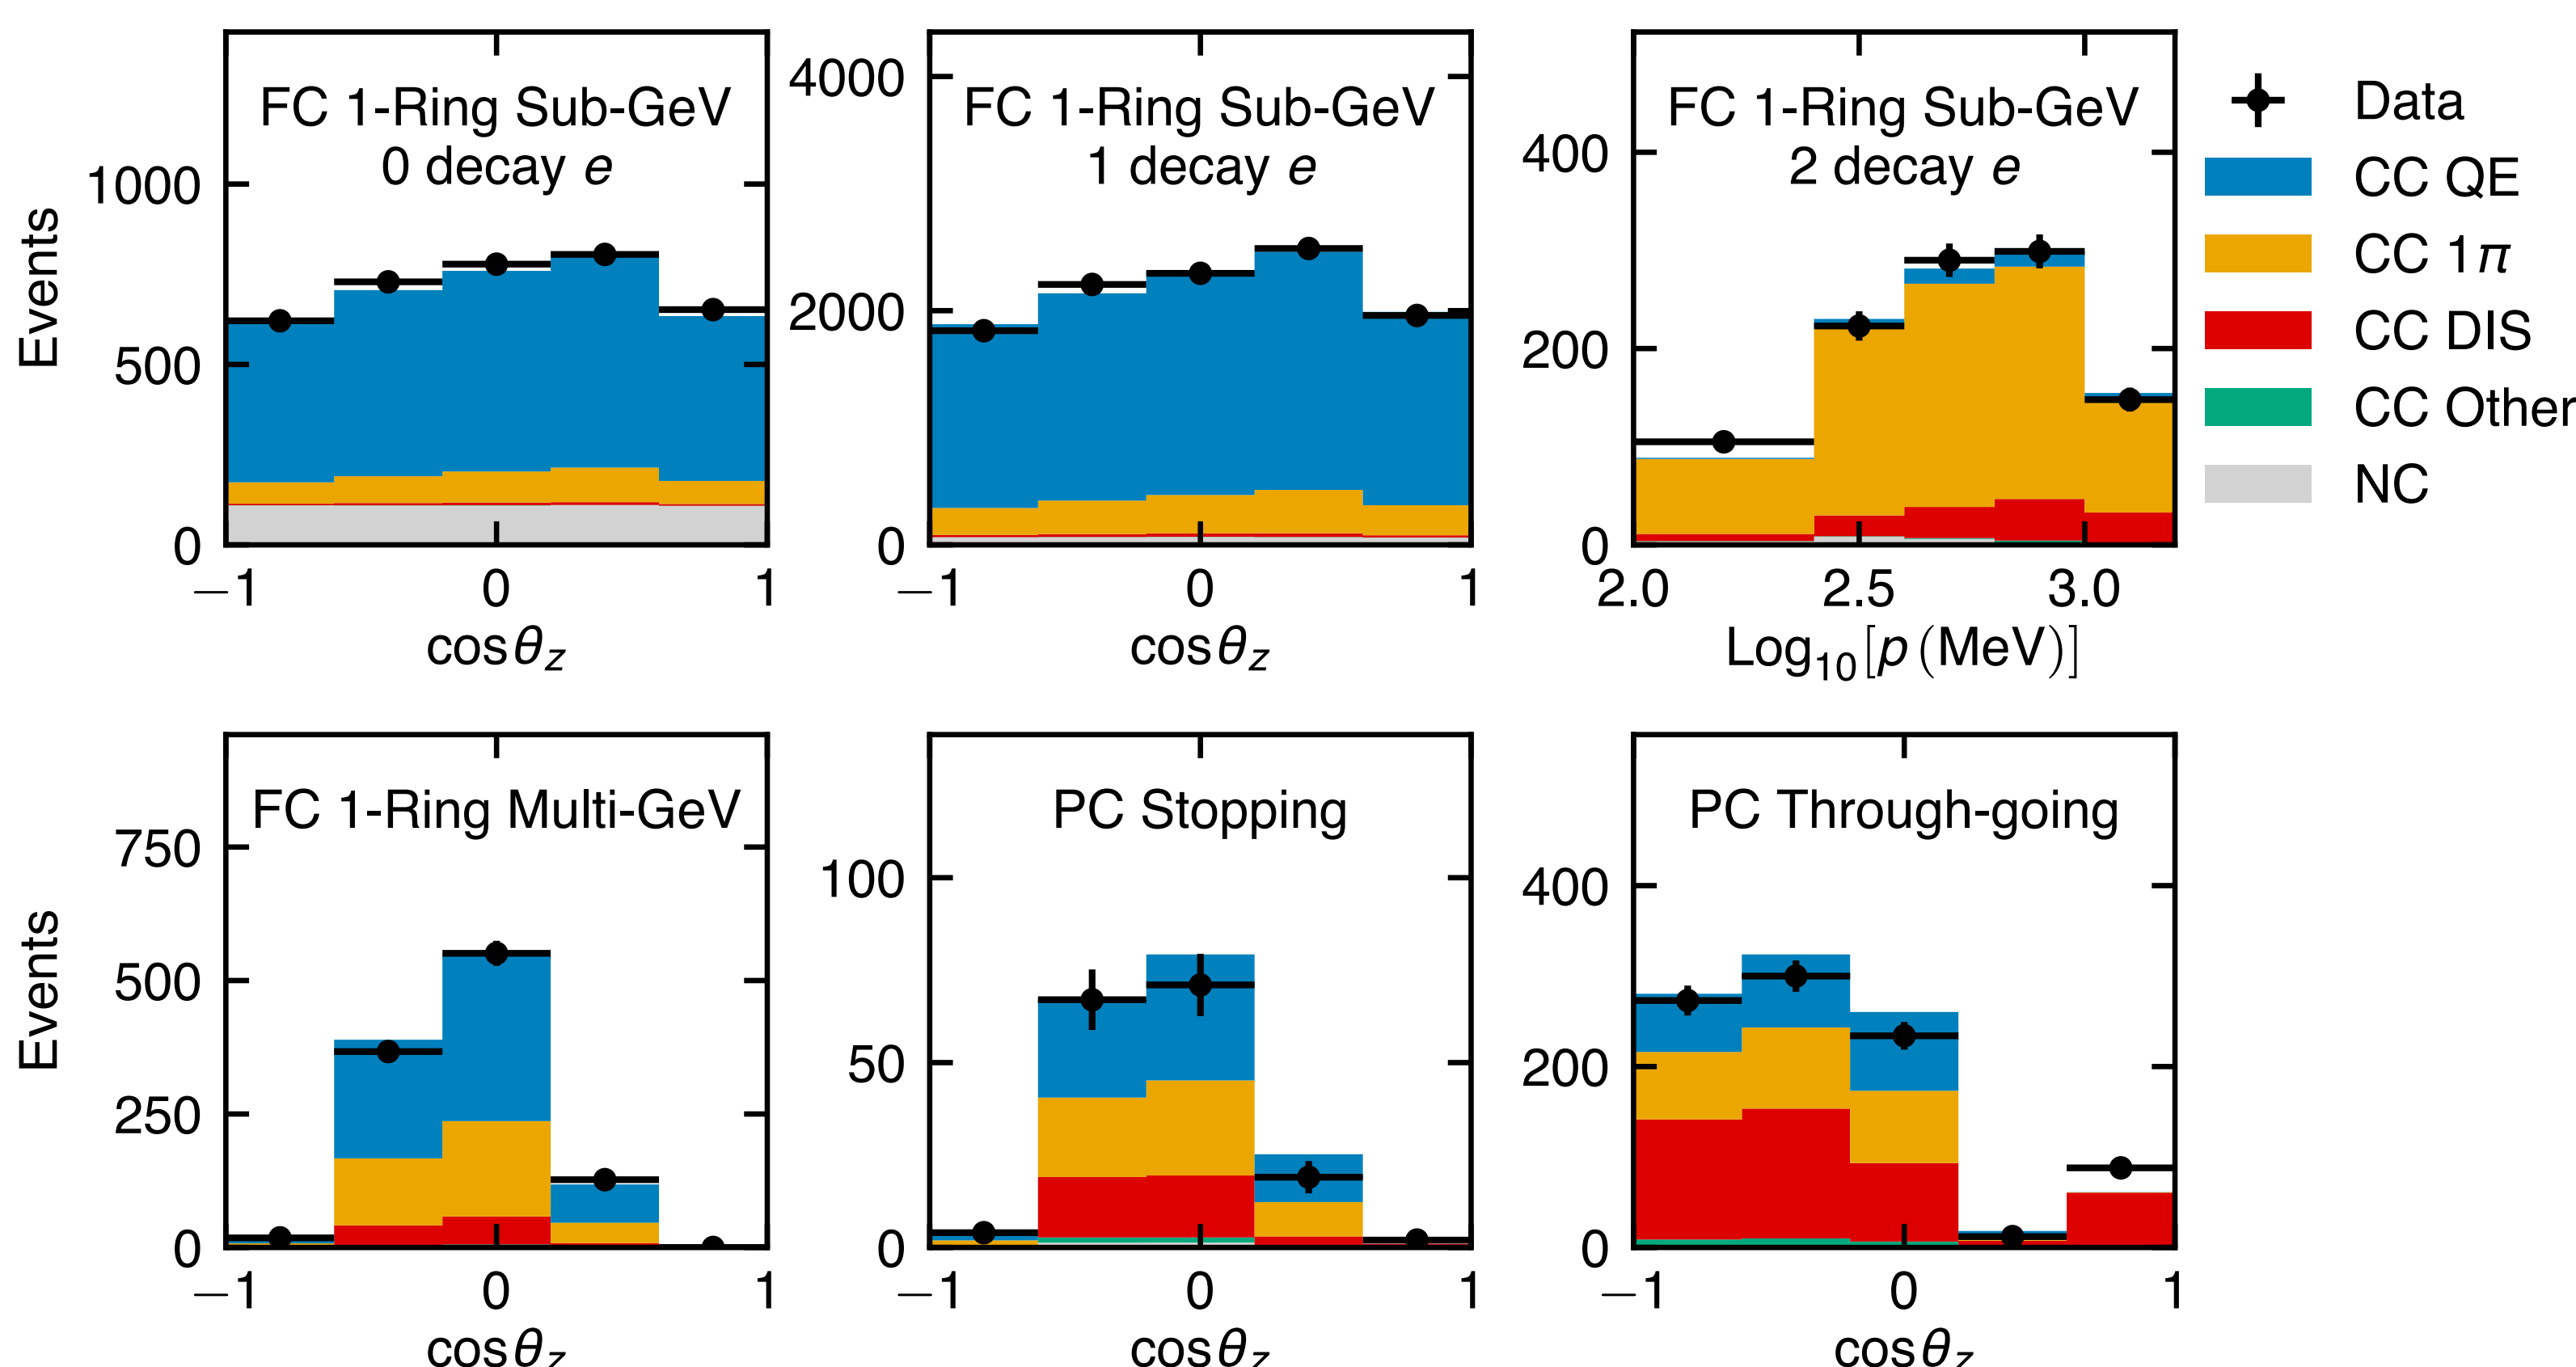 FC 1-Ring Sub-GeV
0 decay e
1000
500
0
Events
−1 0 1
cosθz
FC 1-Ring Sub-GeV
1 decay e
4000
2000
0
−1 0 1
cosθz
FC 1-Ring Sub-GeV
2 decay e
400
200
0
2.0 2.5 3.0
Log10[p (MeV)]
Data
CC QE
CC 1π
CC DIS
CC Other
NC
FC 1-Ring Multi-GeV
750
500
250
0
Events
−1 0 1
cosθz
PC Stopping
100
50
0
−1 0 1
cosθz
PC Through-going
400
200
0
−1 0 1
cosθz